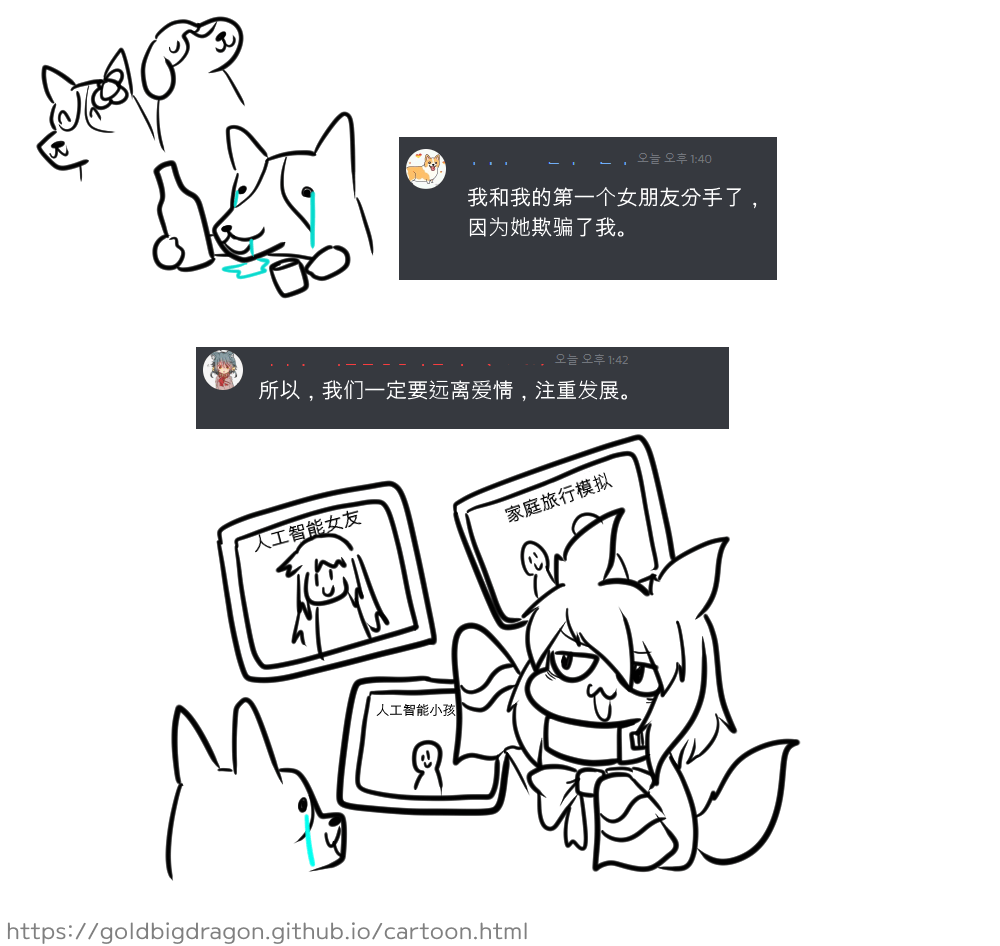 오늘 오후 1:40
我和我的第一个女朋友分手了，
因为她欺骗了我。
오늘 오후 1:42
所以，我们一定要远离爱情，注重发展。
人工智能女友
家庭旅行模拟
人工智能小孩
https://goldbigdragon.github.io/cartoon.html